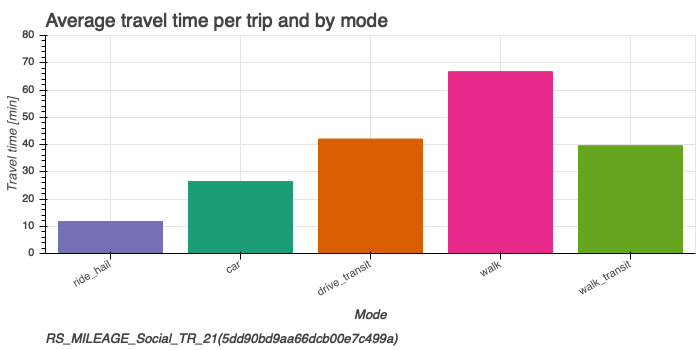 Average travel time per trip and by mode
80
70
60
50
40
30
20
10
0
Travel time [min]
ride_hail
car
drive_transit
walk
walk_transit
Mode
RS_MILEAGE_Social_TR_21(5dd90bd9aa66dcb00e7c499a)